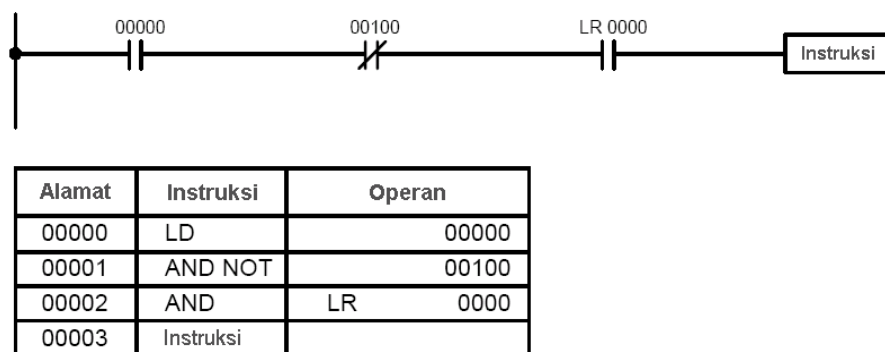 00000 00100 LR 0000
Instruksi
Alamat Instruksi Operan
00000 LD 00000
00001 AND NOT 00100
00002 AND LR 0000
00003 Instruksi